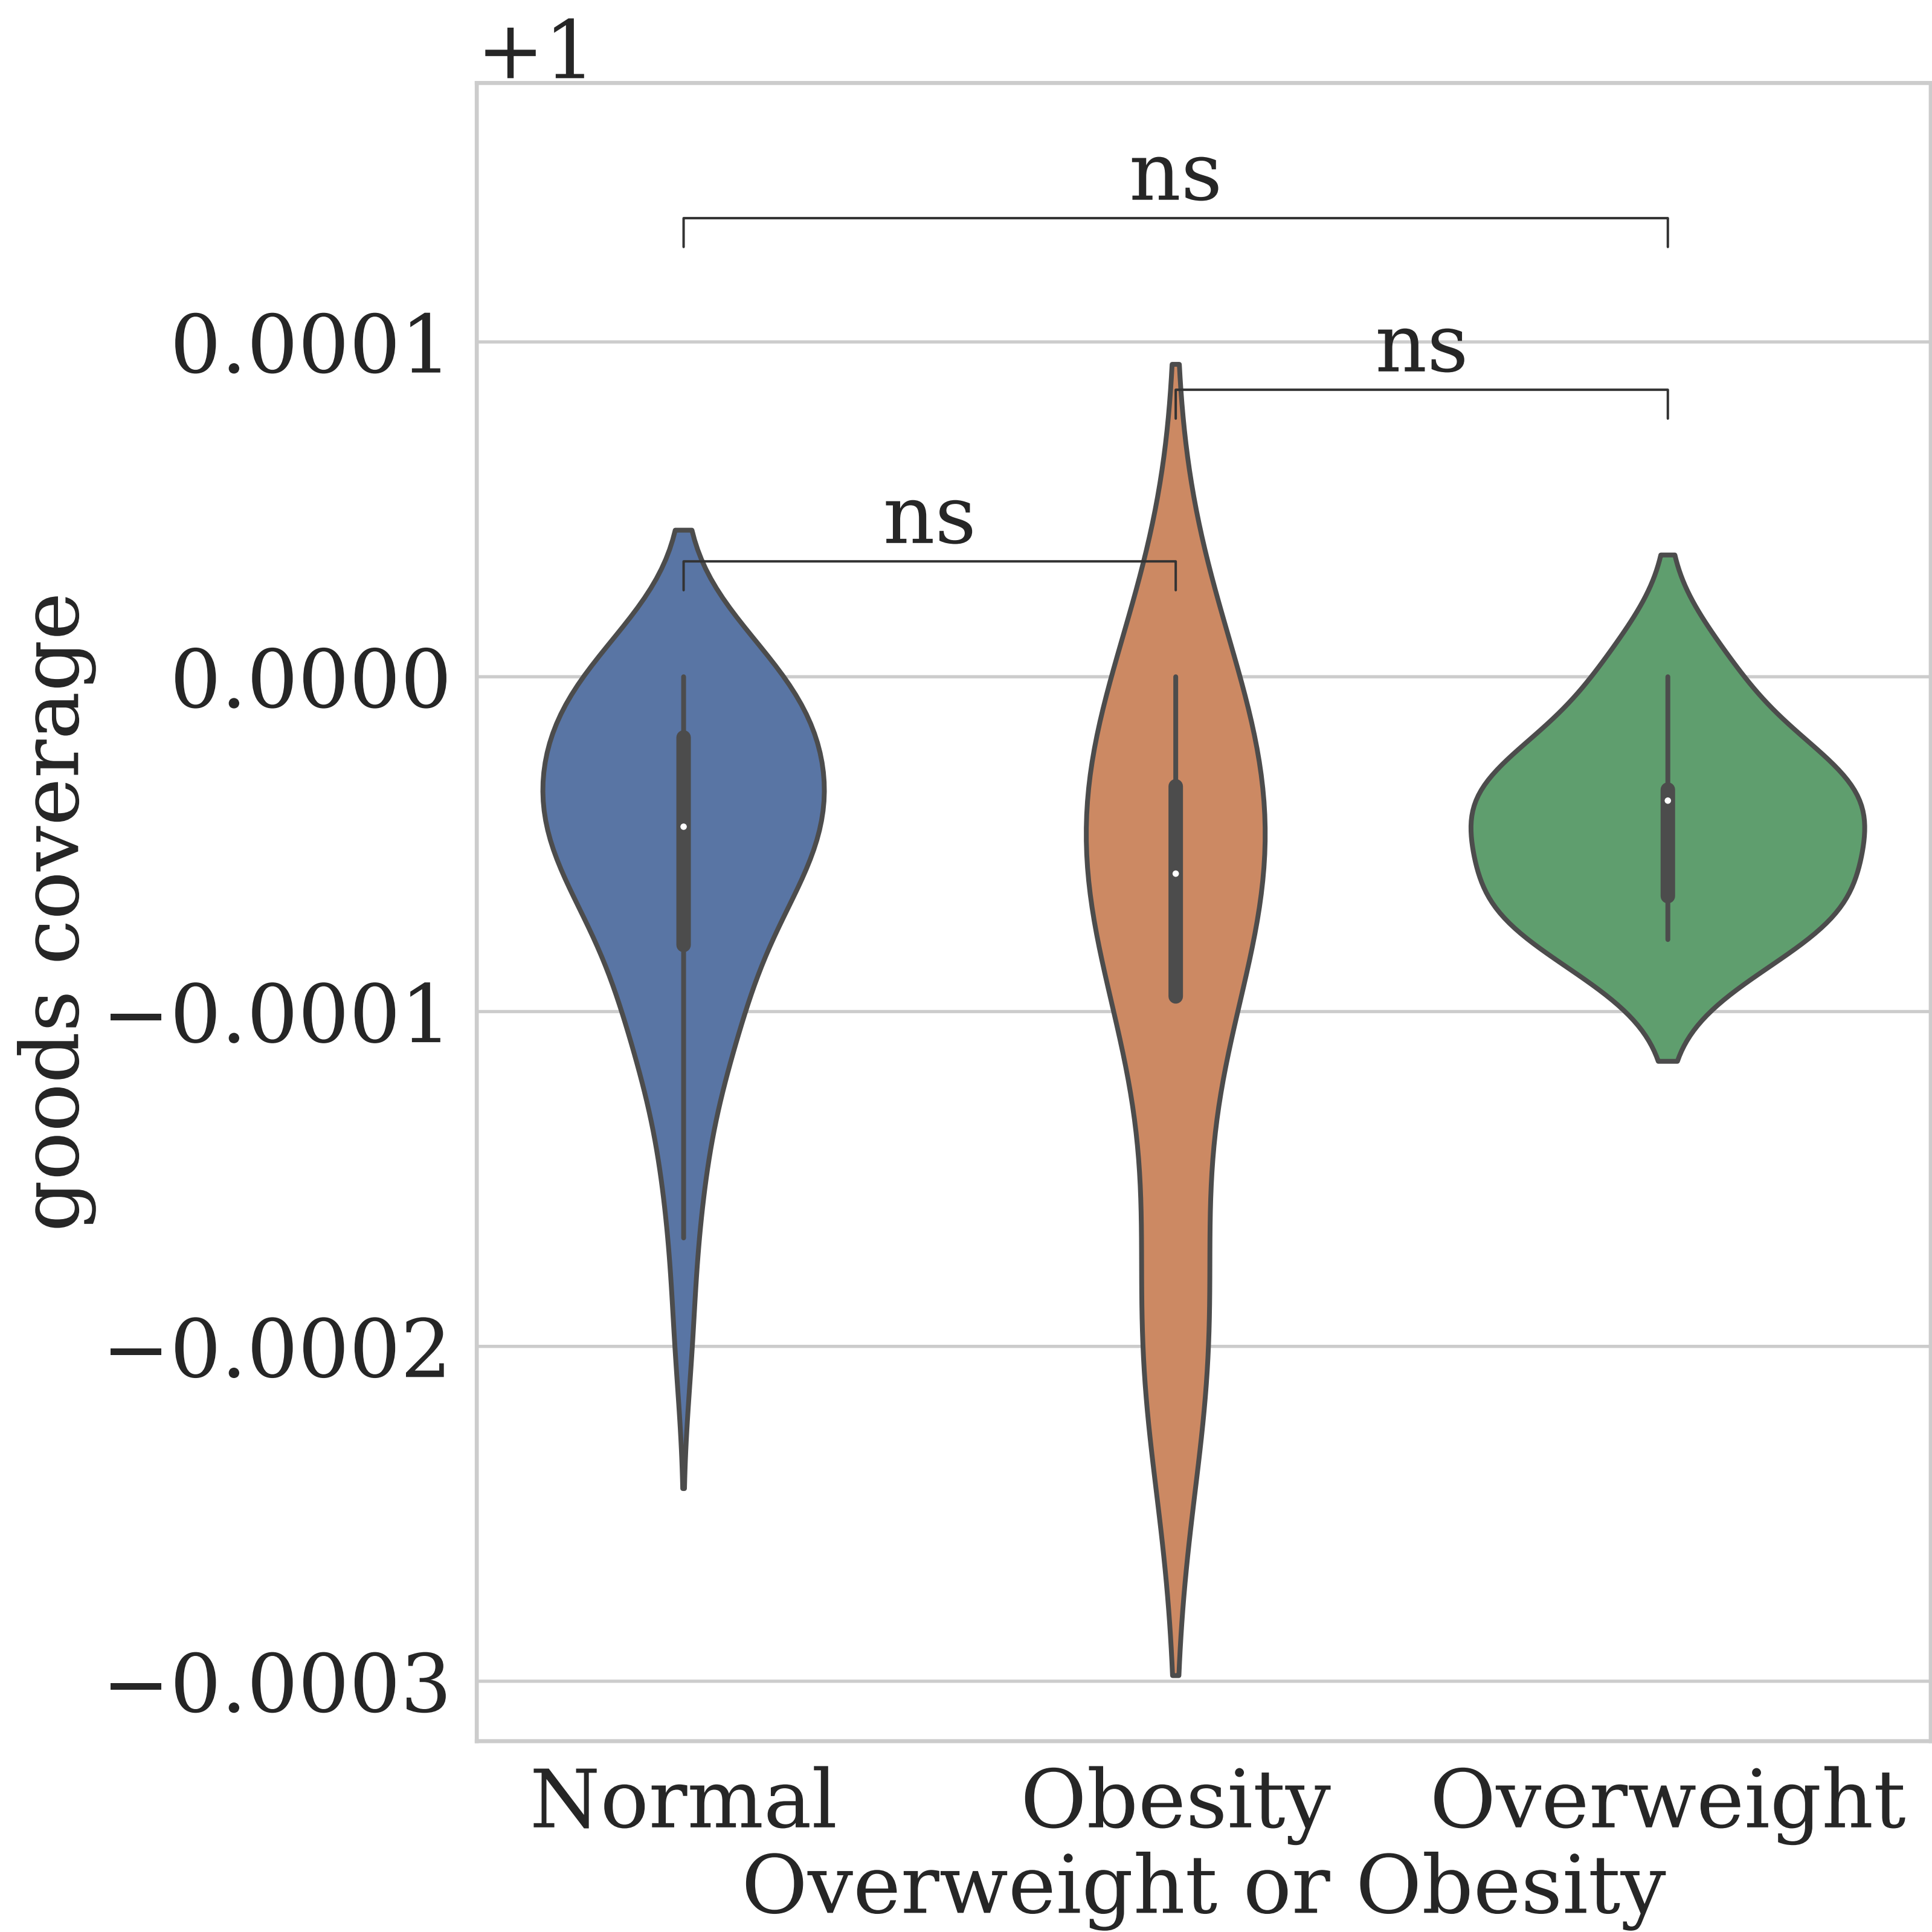 +1
ns
0.0001
ns
ns
0.0000
goods coverage
−0.0001
−0.0002
−0.0003
Normal Obesity Overweight
Overweight or Obesity